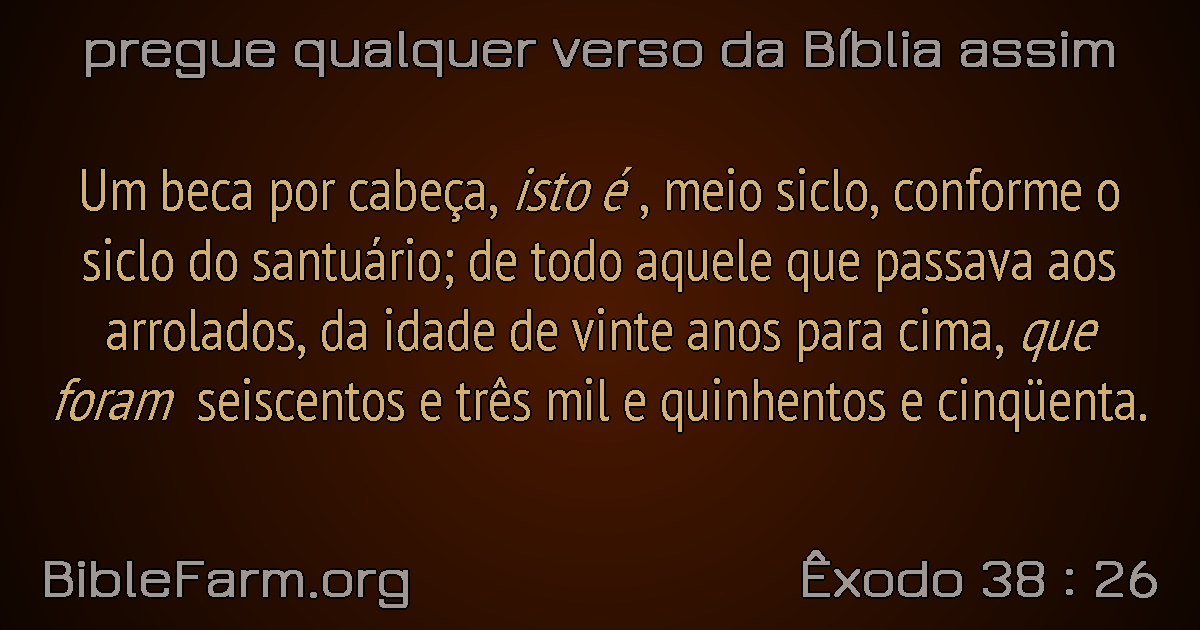 pregue qualquer verso da Bíblia assim
Um beca por cabeça, isto é , meio siclo, conforme o
siclo do santuário; de todo aquele que passava aos
arrolados, da idade de vinte anos para cima, que
foram seiscentos e três mil e quinhentos e cinqüenta.
BibleFarm.org
Êxodo 38 : 26